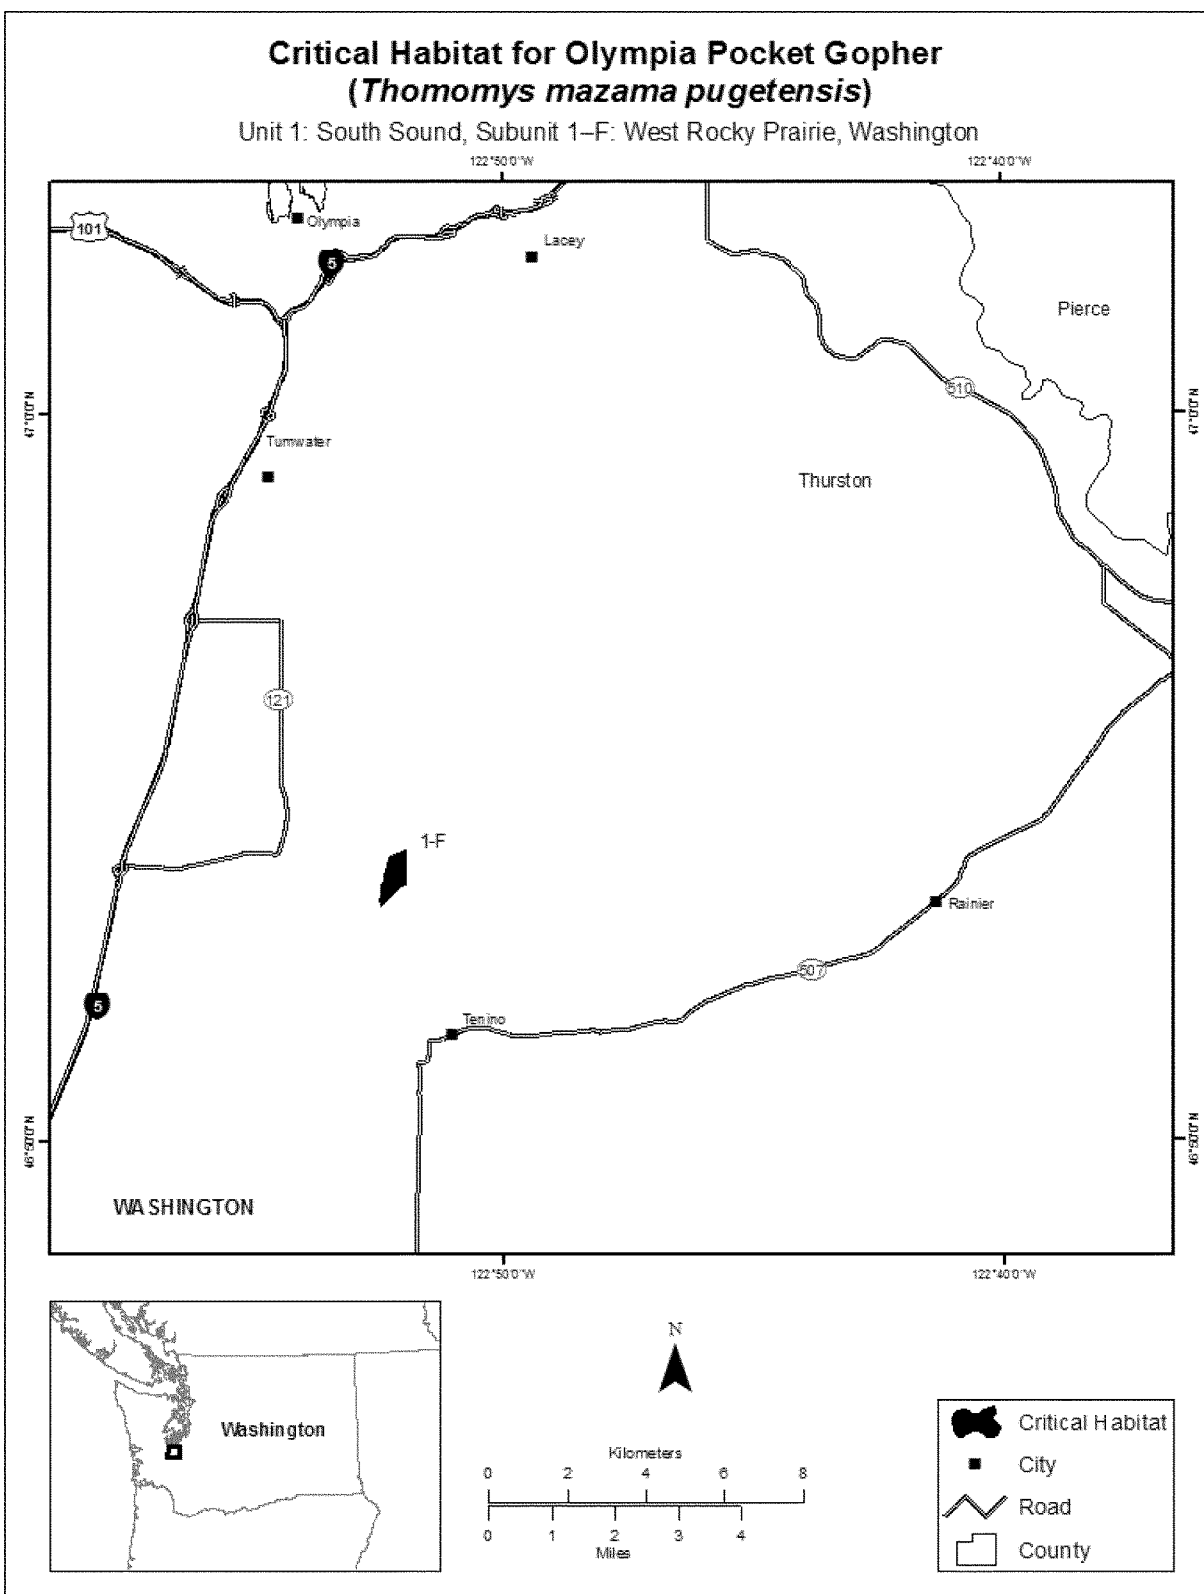 Critical Habitat for Olympia Pocket Gopher
(Thomomys mazama pugetensis)
Unit 1: South Sound, Subunit 1–F: West Rocky Prairie, Washington
122°50'0"W
122°40'0"W
Olympia
101
Lacey
5
Pierce
510
47°0'0"N
47°0'0"N
Tumwater
Thurston
121
1-F
Rainier
507
5
Tenino
46°50'0"N
46°50'0"N
WASHINGTON
122°50'0"W
122°40'0"W
N
Washington
Kilometers
0 2 4 6 8
0 1 2 3 4
Miles
Critical Habitat
City
Road
County